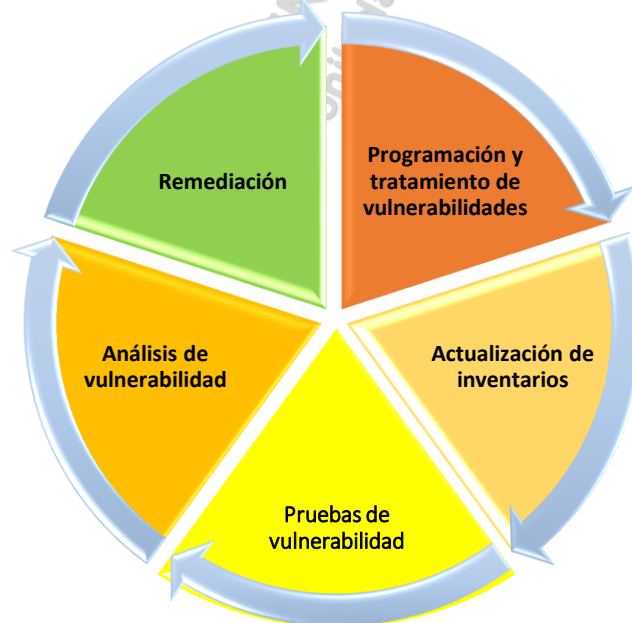 Programación y
tratamiento de
vulnerabilidades
Actualización de
inventarios
Pruebas de
vulnerabilidad
Análisis de
vulnerabilidad
Remediación